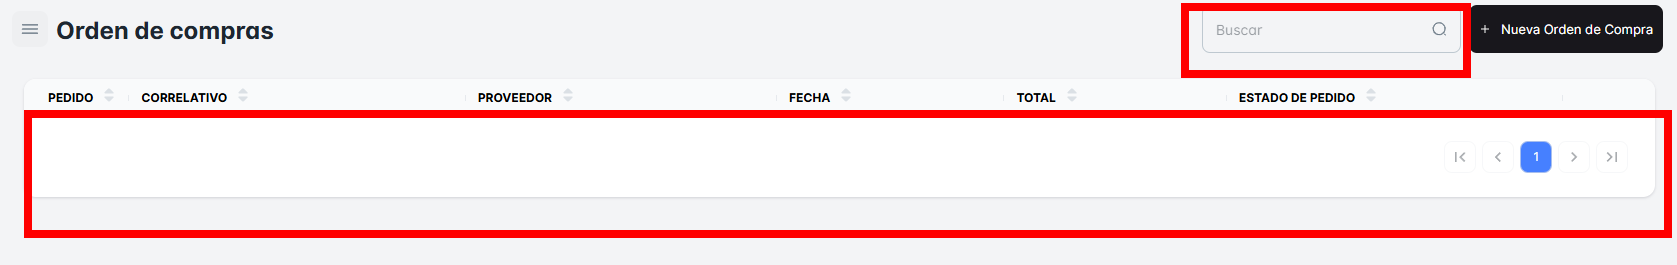 Orden de compras
Buscar
+ Nueva Orden de Compra
PEDIDO CORRELATIVO PROVEEDOR FECHA TOTAL ESTADO DE PEDIDO
1